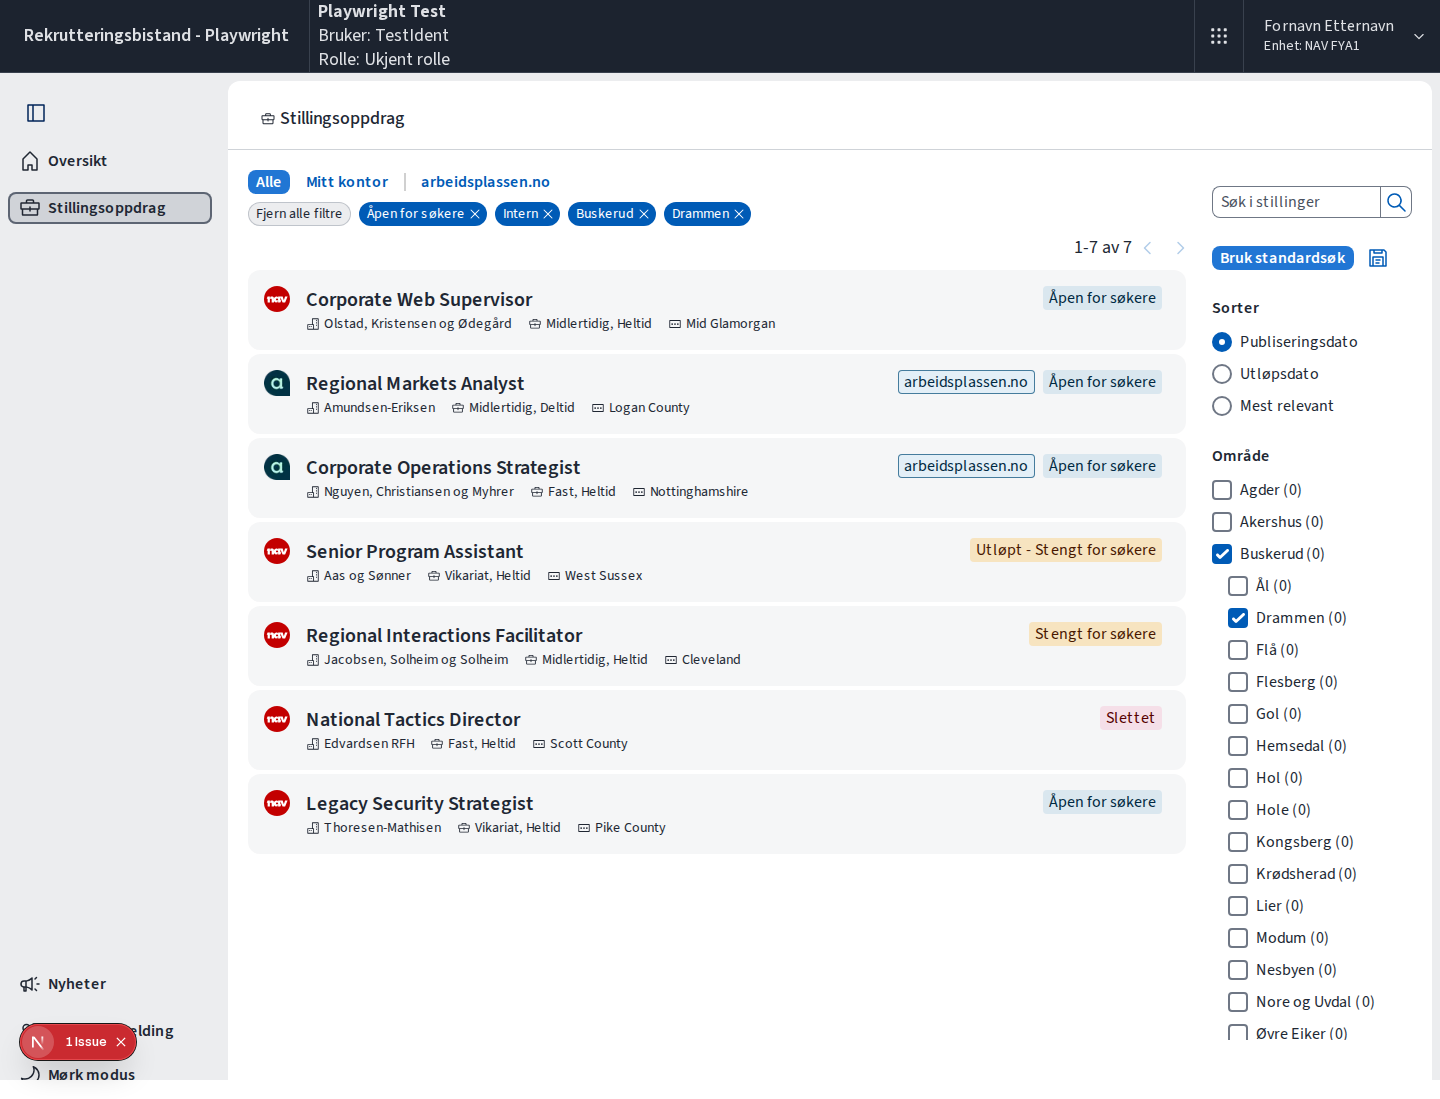 Rekrutteringsbistand - Playwright
Playwright Test
Bruker: TestIdent
Rolle: Ukjent rolle
Fornavn Etternavn
Enhet: NAV FYA1
Oversikt
Stillingsoppdrag
Nyheter
elding
1 Issue
Mørk modus
Stillingsoppdrag
Alle
Mitt kontor
arbeidsplassen.no
Fjern alle filtre
Åpen for søkere
Intern
Buskerud
Drammen
1-7 av 7
nav
Corporate Web Supervisor
Åpen for søkere
Olstad, Kristensen og Ødegård
Midlertidig, Heltid
Mid Glamorgan
a
Regional Markets Analyst
arbeidsplassen.no
Åpen for søkere
Amundsen-Eriksen
Midlertidig, Deltid
Logan County
a
Corporate Operations Strategist
arbeidsplassen.no
Åpen for søkere
Nguyen, Christiansen og Myhrer
Fast, Heltid
Nottinghamshire
nav
Senior Program Assistant
Utløpt - Stengt for søkere
Aas og Sønner
Vikariat, Heltid
West Sussex
nav
Regional Interactions Facilitator
Stengt for søkere
Jacobsen, Solheim og Solheim
Midlertidig, Heltid
Cleveland
nav
National Tactics Director
Slettet
Edvardsen RFH
Fast, Heltid
Scott County
nav
Legacy Security Strategist
Åpen for søkere
Thoresen-Mathisen
Vikariat, Heltid
Pike County
Søk i stillinger
Bruk standardsøk
Sorter
Publiseringsdato
Utløpsdato
Mest relevant
Område
Agder (0)
Akershus (0)
Buskerud (0)
Ål (0)
Drammen (0)
Flå (0)
Flesberg (0)
Gol (0)
Hemsedal (0)
Hol (0)
Hole (0)
Kongsberg (0)
Krødsherad (0)
Lier (0)
Modum (0)
Nesbyen (0)
Nore og Uvdal (0)
Øvre Eiker (0)